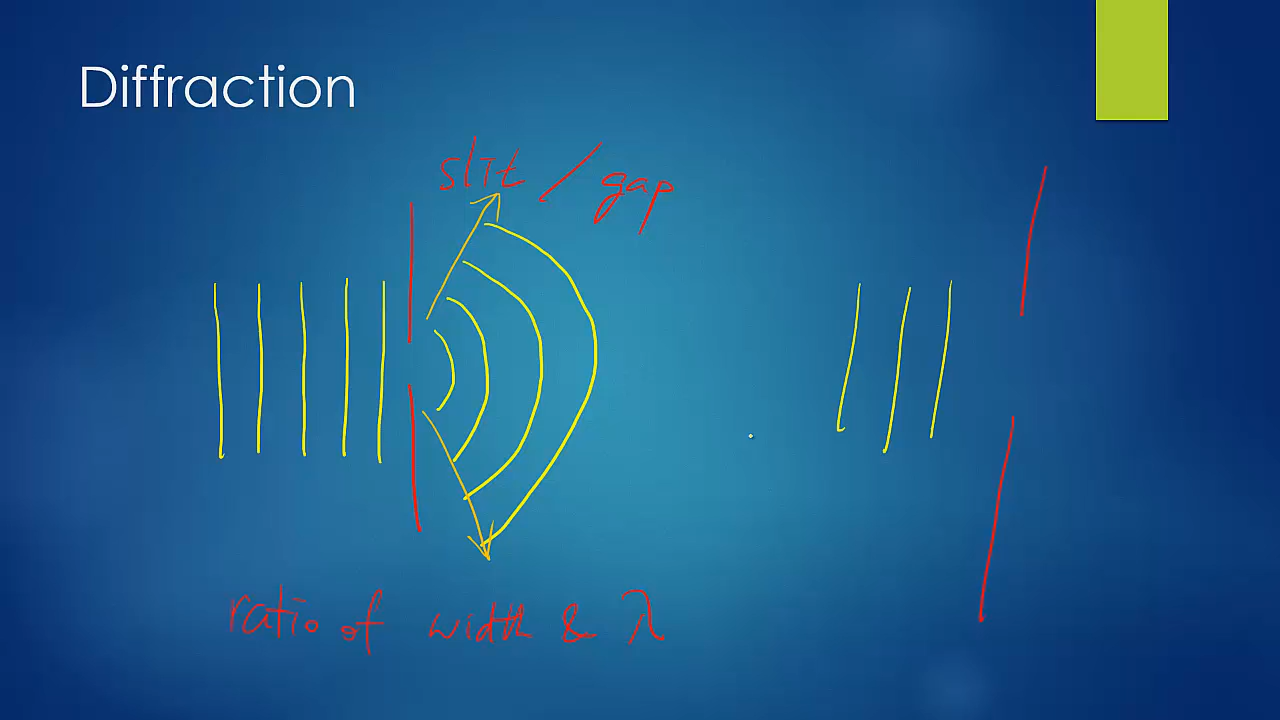 Diffraction
slit / gap
ratio of width & λ